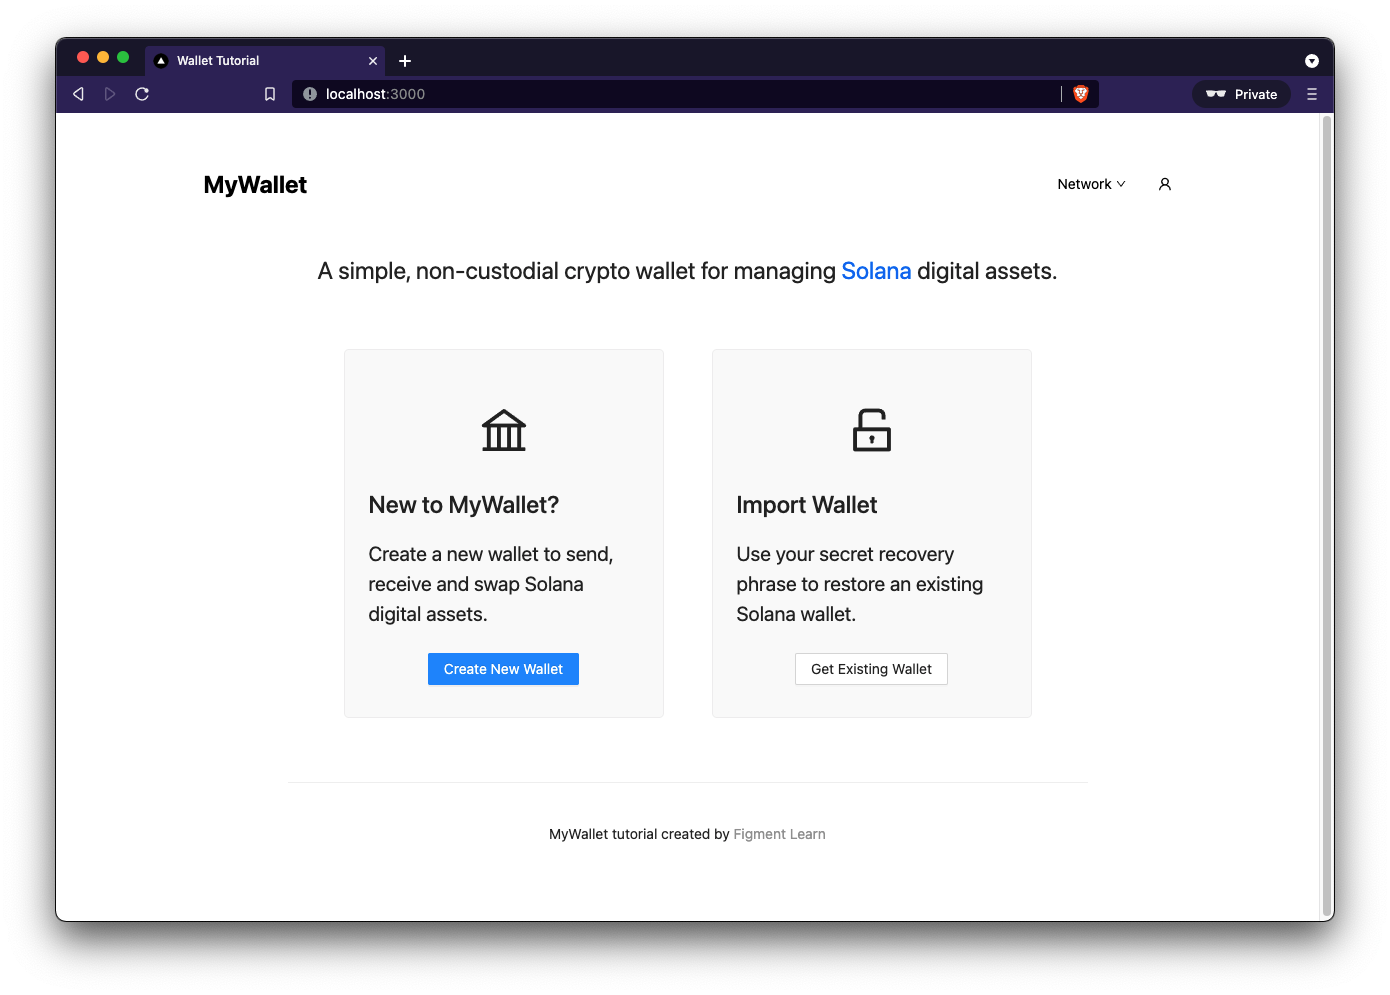 Wallet Tutorial
localhost:3000
Private
MyWallet
Network
A simple, non-custodial crypto wallet for managing Solana digital assets.
New to MyWallet?
Create a new wallet to send,
receive and swap Solana
digital assets.
Create New Wallet
Import Wallet
Use your secret recovery
phrase to restore an existing
Solana wallet.
Get Existing Wallet
MyWallet tutorial created by Figment Learn